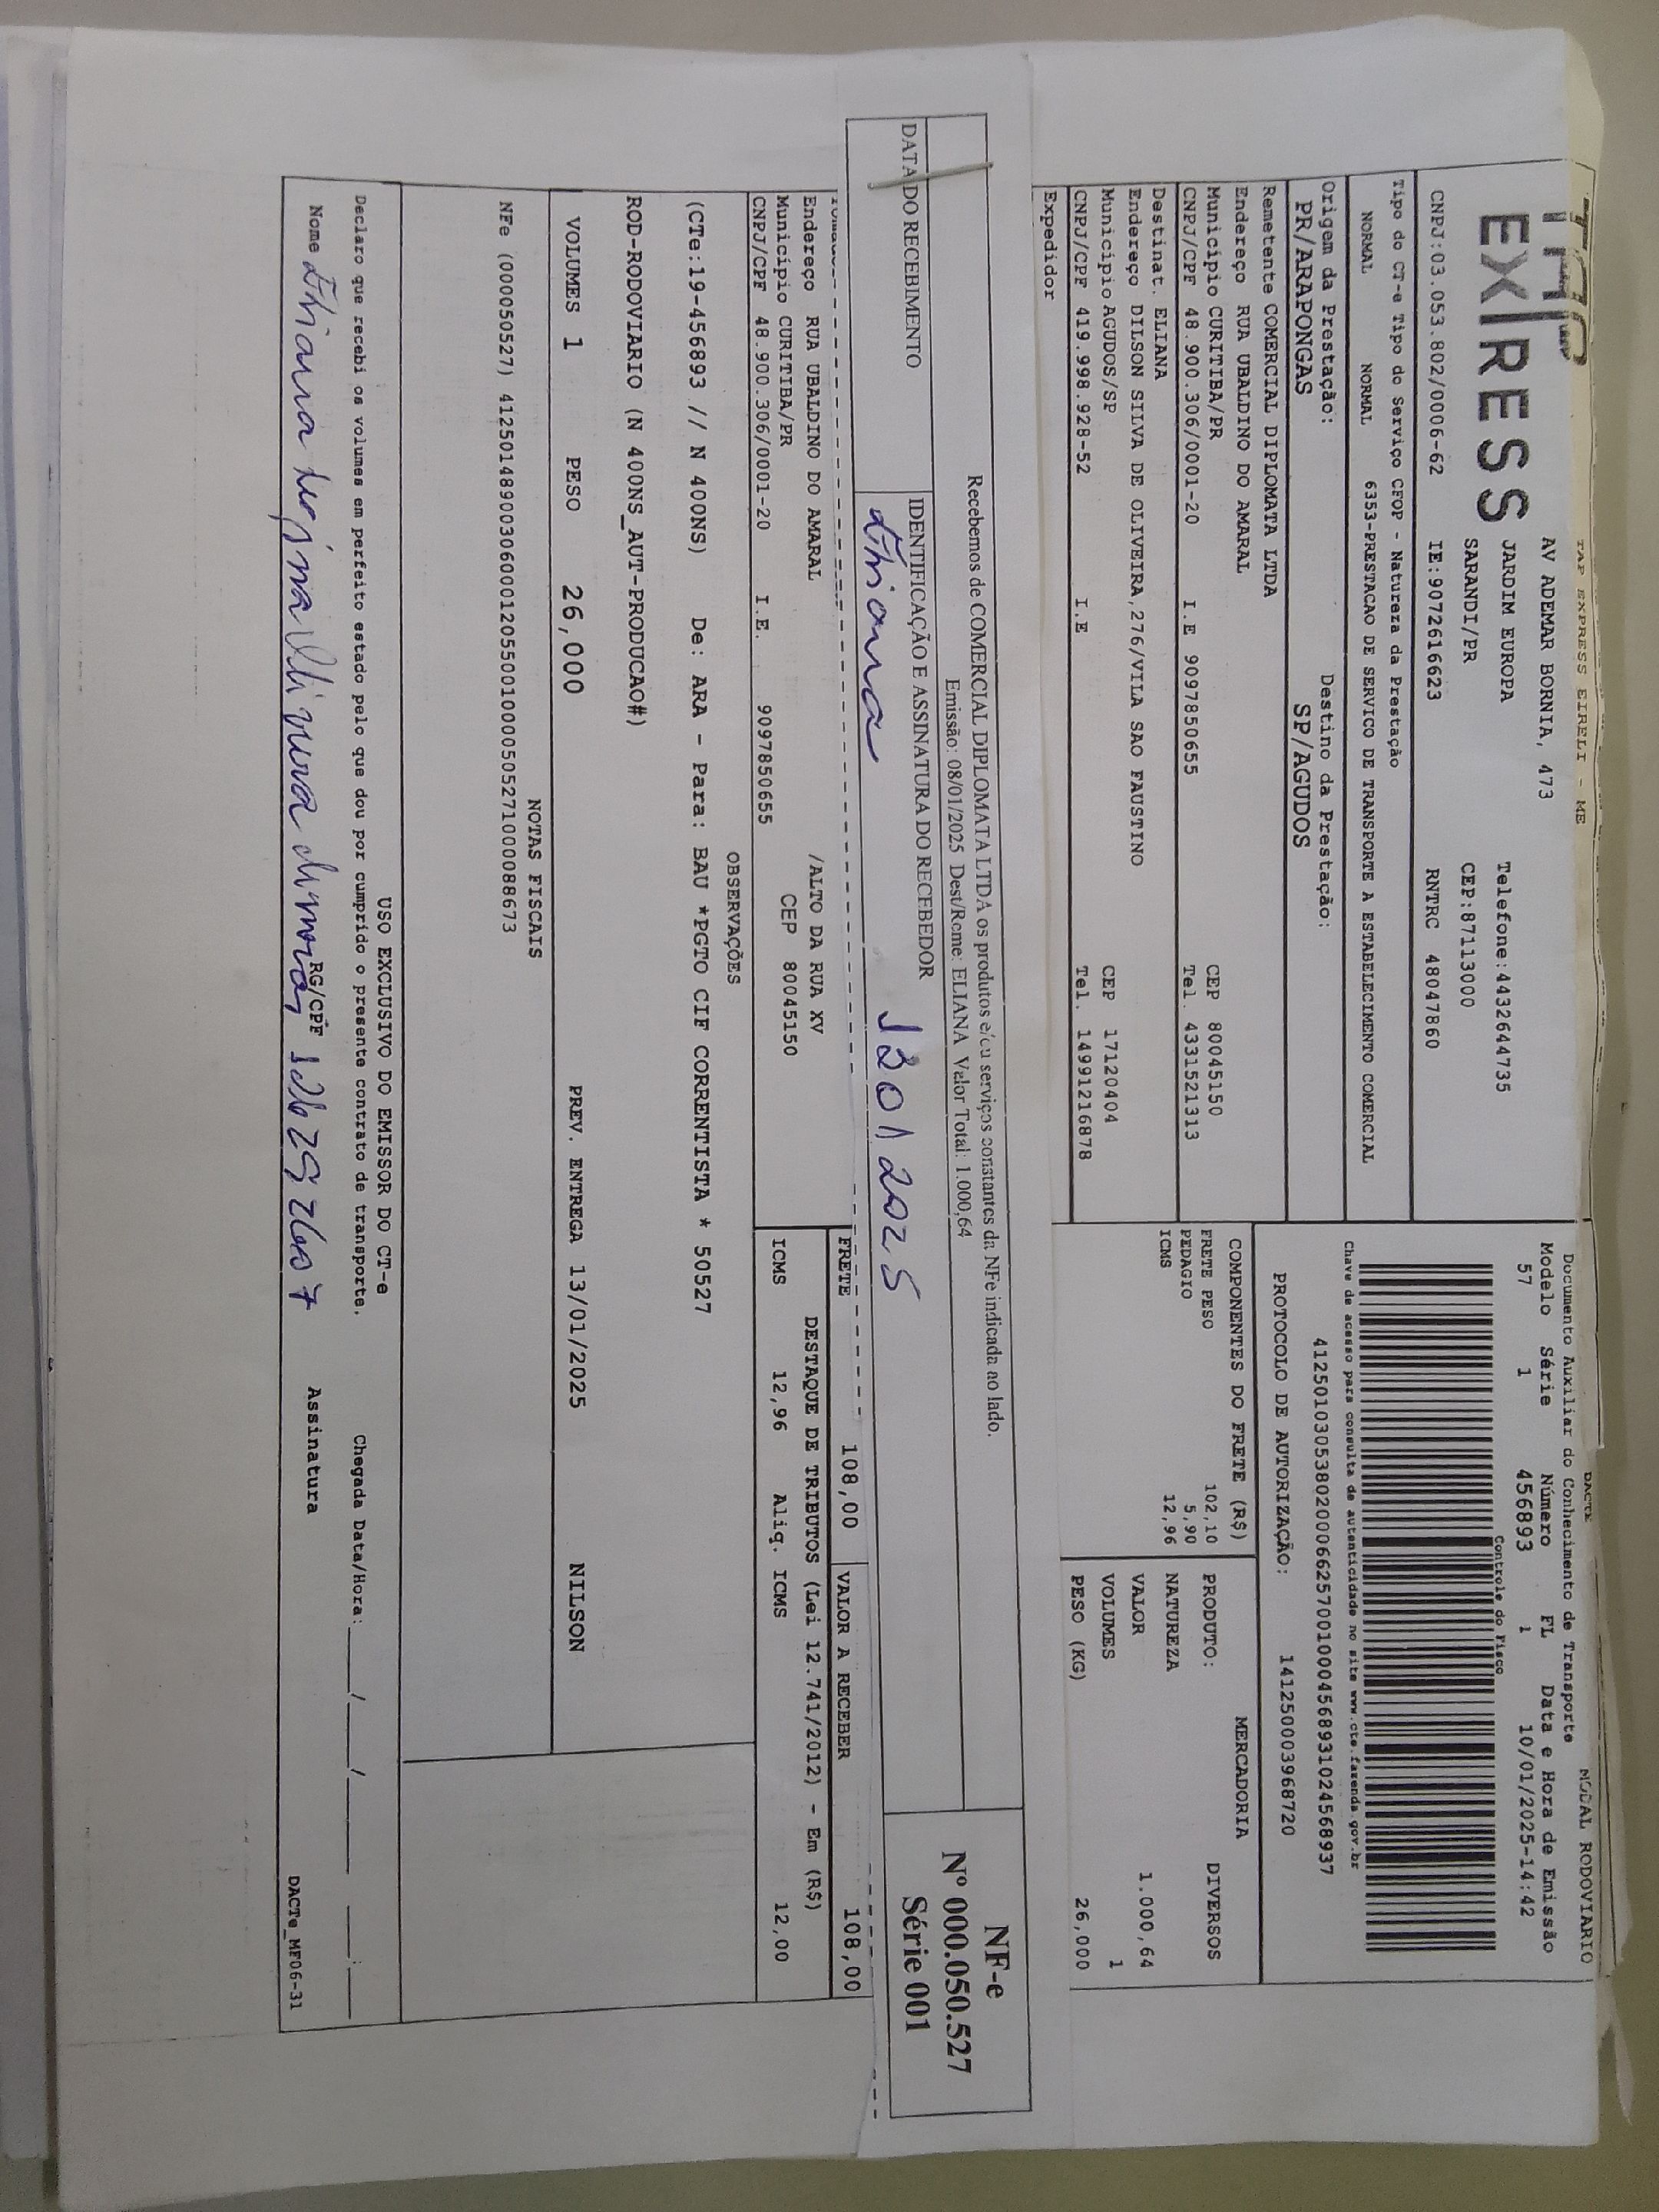 TAP EXPRESS EIRELI - ME
EXPRESS
AV ADEMAR BORNIA, 473
JARDIM EUROPA Telefone:4432644735
SARANDI/PR CEP:87113000
CNPJ:03.053.802/0006-62 IE:9072616623 RNTRC 48047860
DACTE MODAL RODOVIARIO
Documento Auxiliar do Conhecimento de Transporte
Modelo Série Número FL Data e Hora de Emissão
57 1 456893 1 10/01/2025-14:42
Controle do Fisco
Tipo do CT-e Tipo do Serviço CFOP - Natureza da Prestação
NORMAL NORMAL 6353-PRESTACAO DE SERVICO DE TRANSPORTE A ESTABELECIMENTO COMERCIAL
Chave de acesso para consulta de autenticidade no site www.cte.fazenda.gov.br
41250103053802000662570010004568931024568937
Origem da Prestação: Destino da Prestação:
PR/ARAPONGAS SP/AGUDOS
PROTOCOLO DE AUTORIZAÇÃO: 141250003968720
Remetente COMERCIAL DIPLOMATA LTDA
Endereço RUA UBALDINO DO AMARAL
Município CURITIBA/PR CEP 80045150
CNPJ/CPF 48.900.306/0001-20 I.E 9097850655 Tel. 4331521313
Destinat. ELIANA
Endereço DILSON SILVA DE OLIVEIRA,276/VILA SAO FAUSTINO
Municipio AGUDOS/SP CEP 17120404
CNPJ/CPF 419.998.928-52 I.E Tel. 14991216878
Expedidor
COMPONENTES DO FRETE (R$)
FRETE PESO 102,10
PEDAGIO 5,90
ICMS 12,96
MERCADORIA
PRODUTO: DIVERSOS
NATUREZA
VALOR 1.000,64
VOLUMES 1
PESO (KG) 26,000
Recebemos de COMERCIAL DIPLOMATA LTDA os produtos e/ou serviços constantes da NFe indicada ao lado.
Emissão: 08/01/2025 Dest/Reme: ELIANA Valor Total: 1.000,64
DATA DO RECEBIMENTO IDENTIFICAÇÃO E ASSINATURA DO RECEBEDOR
Eliana 13012025
NF-e
Nº 000.050.527
Série 001
FRETE 108,00 VALOR A RECEBER 108,00
Endereço RUA UBALDINO DO AMARAL /ALTO DA RUA XV
Município CURITIBA/PR CEP 80045150
CNPJ/CPF 48.900.306/0001-20 I.E. 9097850655
DESTAQUE DE TRIBUTOS (Lei 12.741/2012) - Em (R$)
ICMS 12,96 Aliq. ICMS 12,00
OBSERVAÇÕES
(CTe:19-456893 // N 400NS) De: ARA - Para: BAU *PGTO CIF CORRENTISTA * 50527
ROD-RODOVIARIO (N 400NS_AUT-PRODUCAO#)
VOLUMES 1 PESO 26,000 PREV. ENTREGA 13/01/2025 NILSON
NOTAS FISCAIS
NFe (000050527) 41250148900306000120550010000505271000088673
USO EXCLUSIVO DO EMISSOR DO CT-e
Declaro que recebi os volumes em perfeito estado pelo que dou por cumprido o presente contrato de transporte. Chegada Data/Hora: ___/___/_____ ___:___
Nome Eliana Regina RG/CPF Assinatura
DACTe_MF06-31